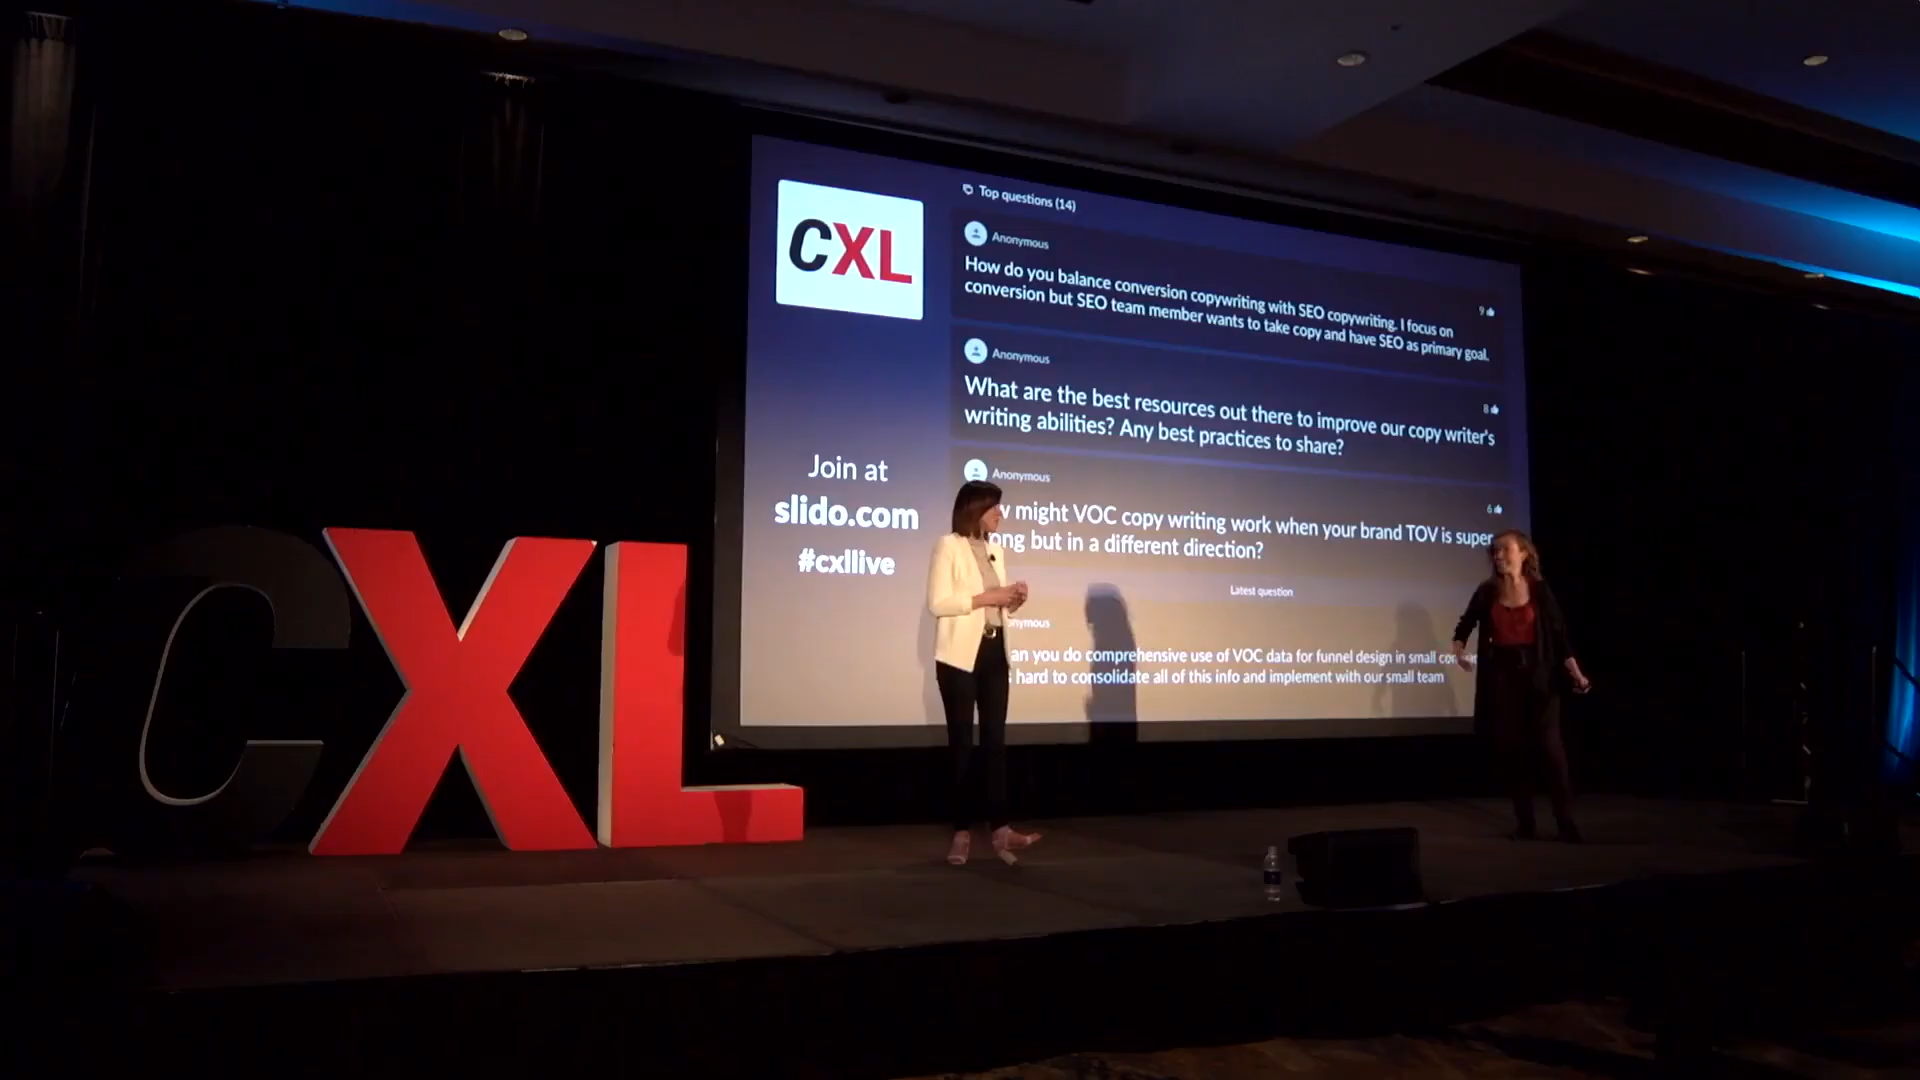 CXL
CXL
Join at
slido.com
#cxllive
Top questions (14)
Anonymous
9
How do you balance conversion copywriting with SEO copywriting. I focus on
conversion but SEO team member wants to take copy and have SEO as primary goal.
Anonymous
8
What are the best resources out there to improve our copy writer's
writing abilities? Any best practices to share?
Anonymous
6
might VOC copy writing work when your brand TOV is super
but in a different direction?
Latest question
an you do comprehensive use of VOC data for funnel design in small
hard to consolidate all of this info and implement with our small team